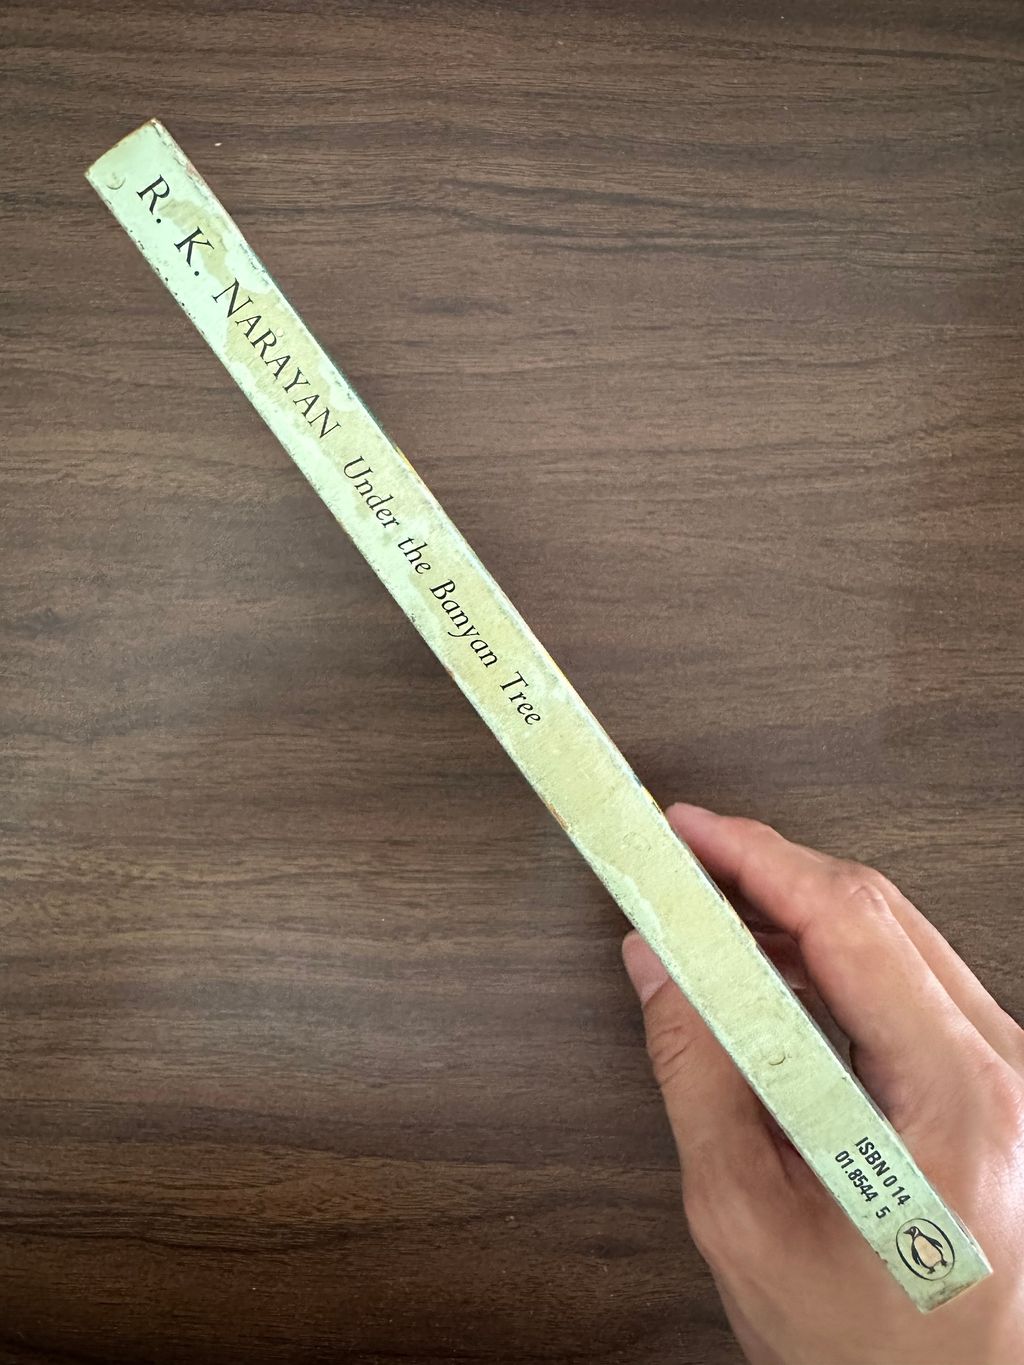 R. K. NARAYAN Under the Banyan Tree
ISBN 0 14
01.8544 5